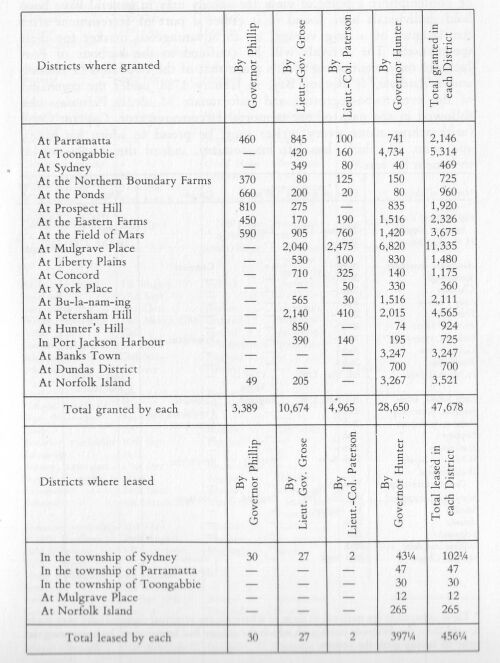 Districts where granted | By Governor Phillip | By Lieut.-Gov. Grose | By Lieut.-Col. Paterson | By Governor Hunter | Total granted in each District
At Parramatta 460 845 100 741 2,146
At Toongabbie — 420 160 4,734 5,314
At Sydney — 349 80 40 469
At the Northern Boundary Farms 370 80 125 150 725
At the Ponds 660 200 20 80 960
At Prospect Hill 810 275 — 835 1,920
At the Eastern Farms 450 170 190 1,516 2,326
At the Field of Mars 590 905 760 1,420 3,675
At Mulgrave Place — 2,040 2,475 6,820 11,335
At Liberty Plains — 530 100 830 1,480
At Concord — 710 325 140 1,175
At York Place — — 50 330 360
At Bu-la-nam-ing — 565 30 1,516 2,111
At Petersham Hill — 2,140 410 2,015 4,565
At Hunter's Hill — 850 — 74 924
In Port Jackson Harbour — 390 140 195 725
At Banks Town — — — 3,247 3,247
At Dundas District — — — 700 700
At Norfolk Island 49 205 — 3,267 3,521
Total granted by each 3,389 10,674 4,965 28,650 47,678
Districts where leased | By Governor Phillip | By Lieut. Gov. Grose | By Lieut.-Col. Paterson | By Governor Hunter | Total leased in each District
In the township of Sydney 30 27 2 43¼ 102¼
In the township of Parramatta — — — 47 47
In the township of Toongabbie — — — 30 30
At Mulgrave Place — — — 12 12
At Norfolk Island — — — 265 265
Total leased by each 30 27 2 397¼ 456¼